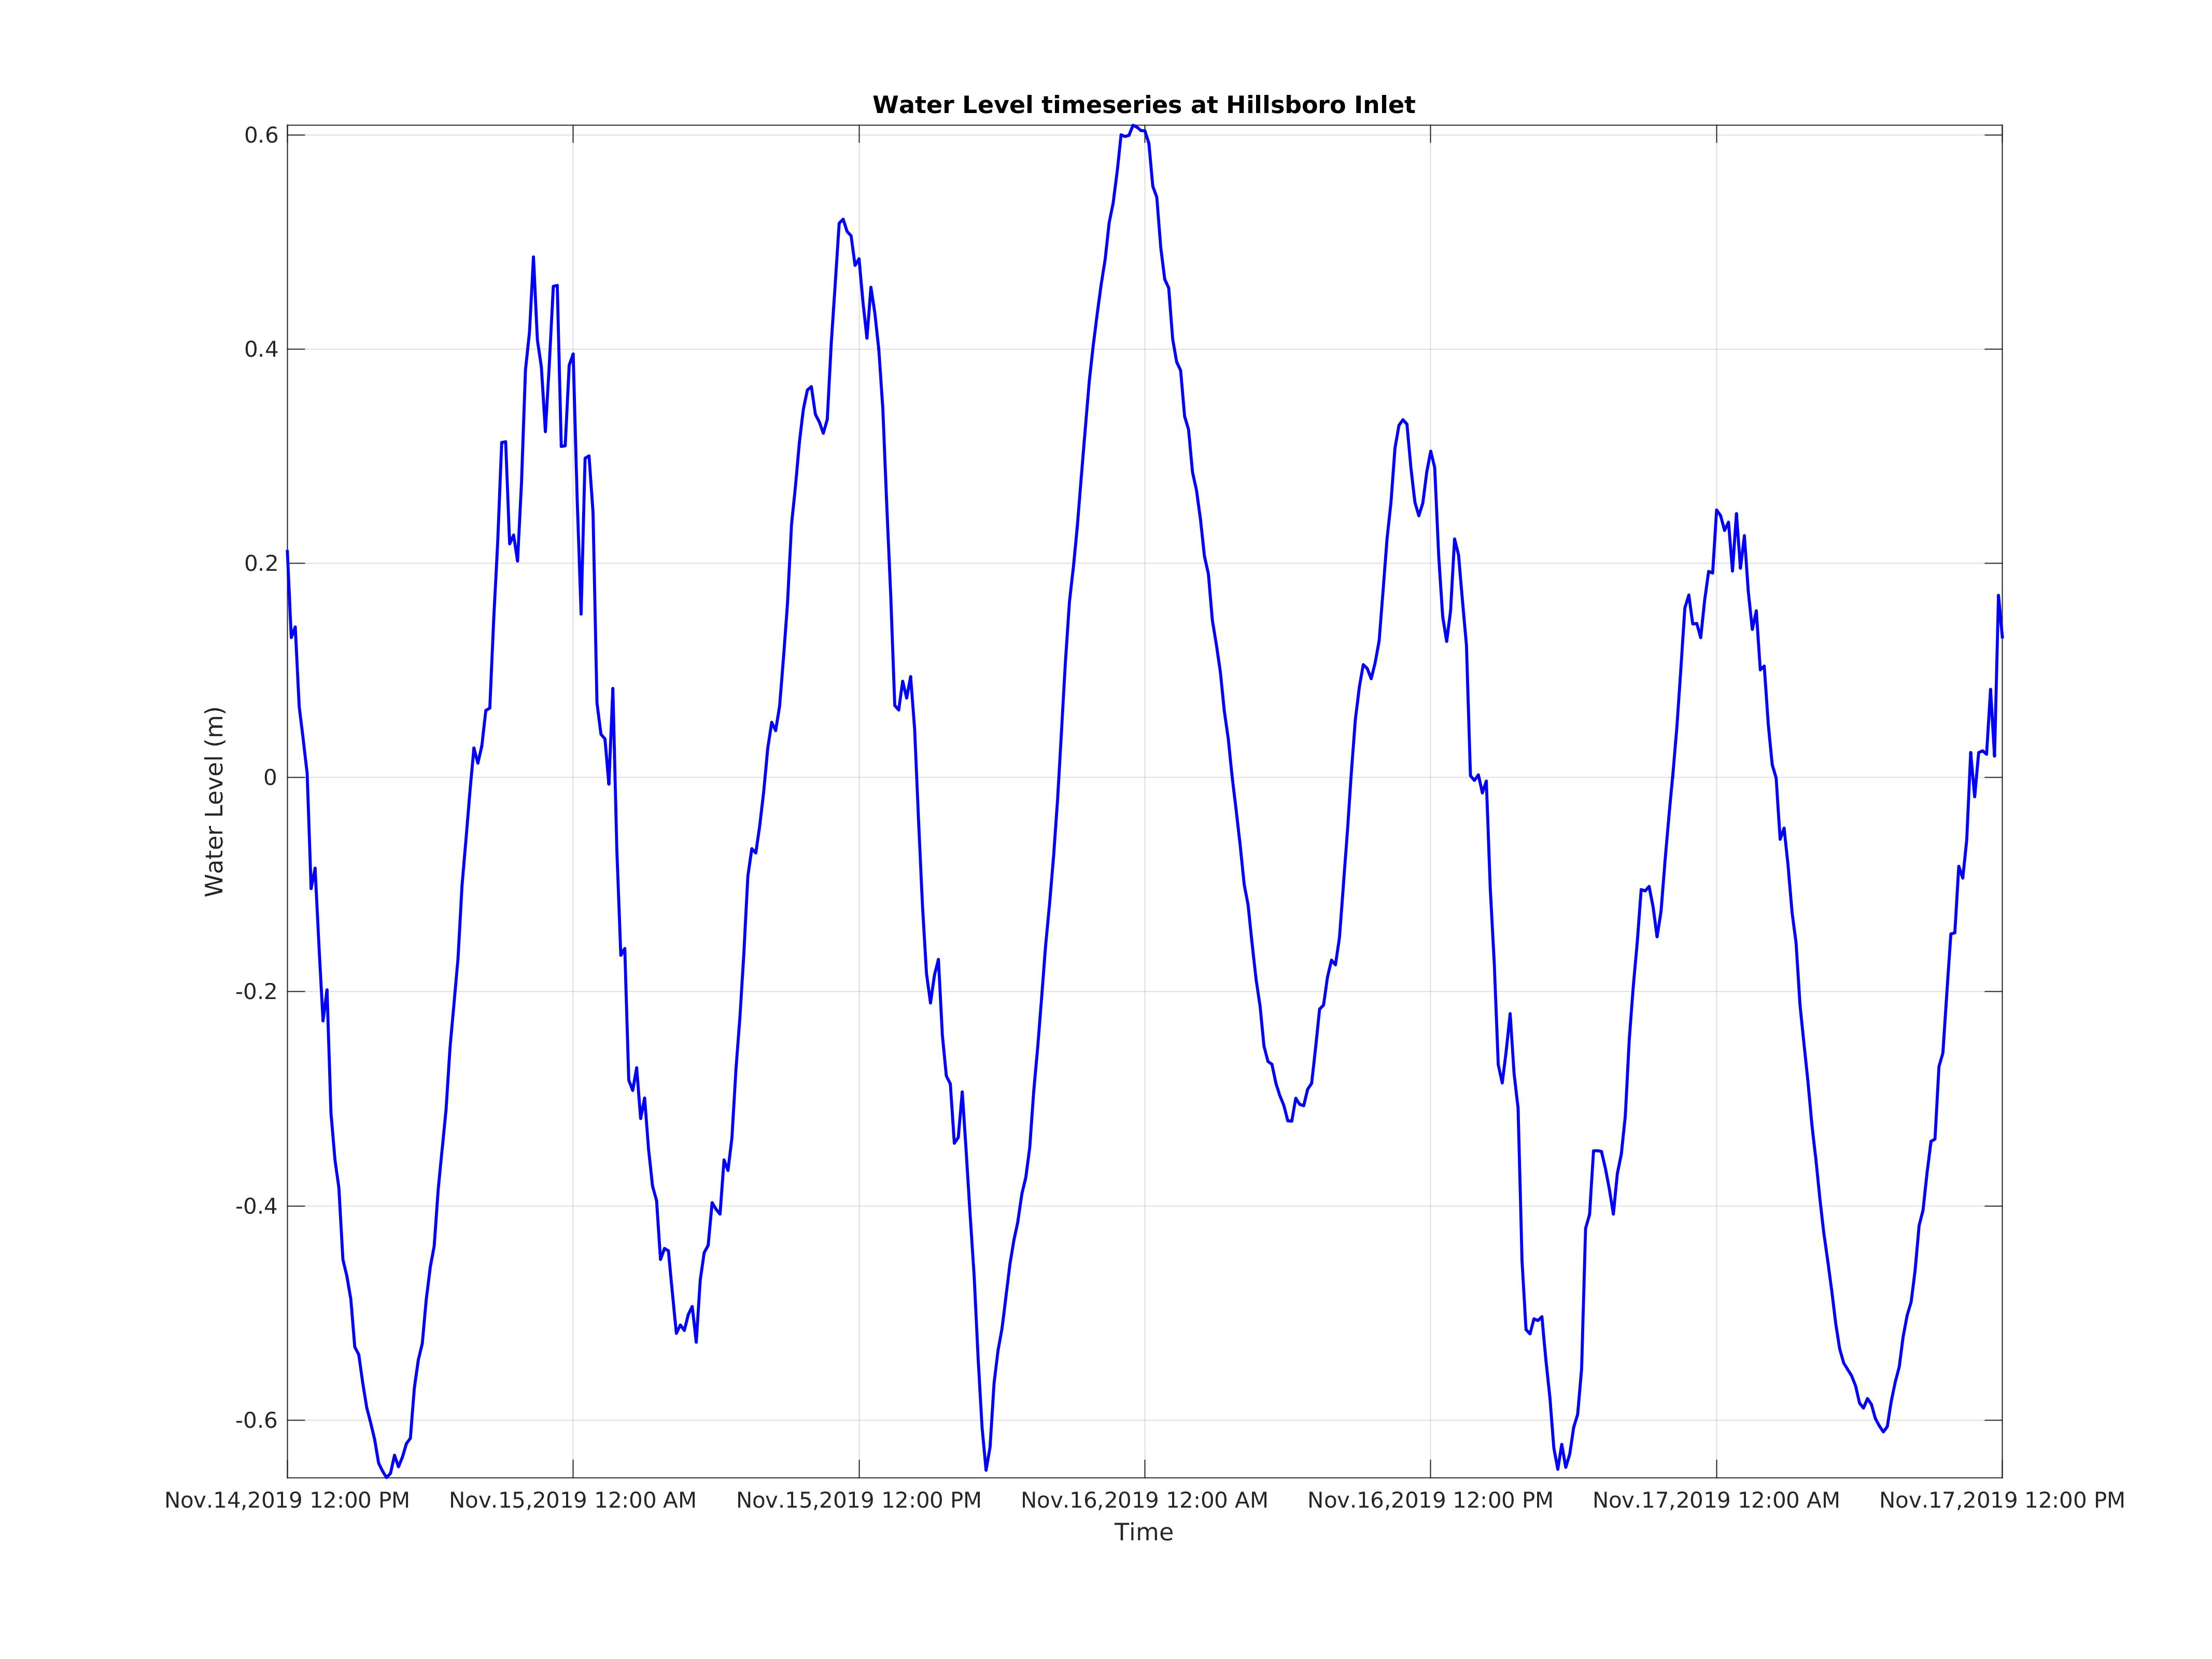 Water Level timeseries at Hillsboro Inlet
0.6
0.4
0.2
0
-0.2
-0.4
-0.6
Water Level (m)
Nov.14,2019 12:00 PM
Nov.15,2019 12:00 AM
Nov.15,2019 12:00 PM
Nov.16,2019 12:00 AM
Nov.16,2019 12:00 PM
Nov.17,2019 12:00 AM
Nov.17,2019 12:00 PM
Time